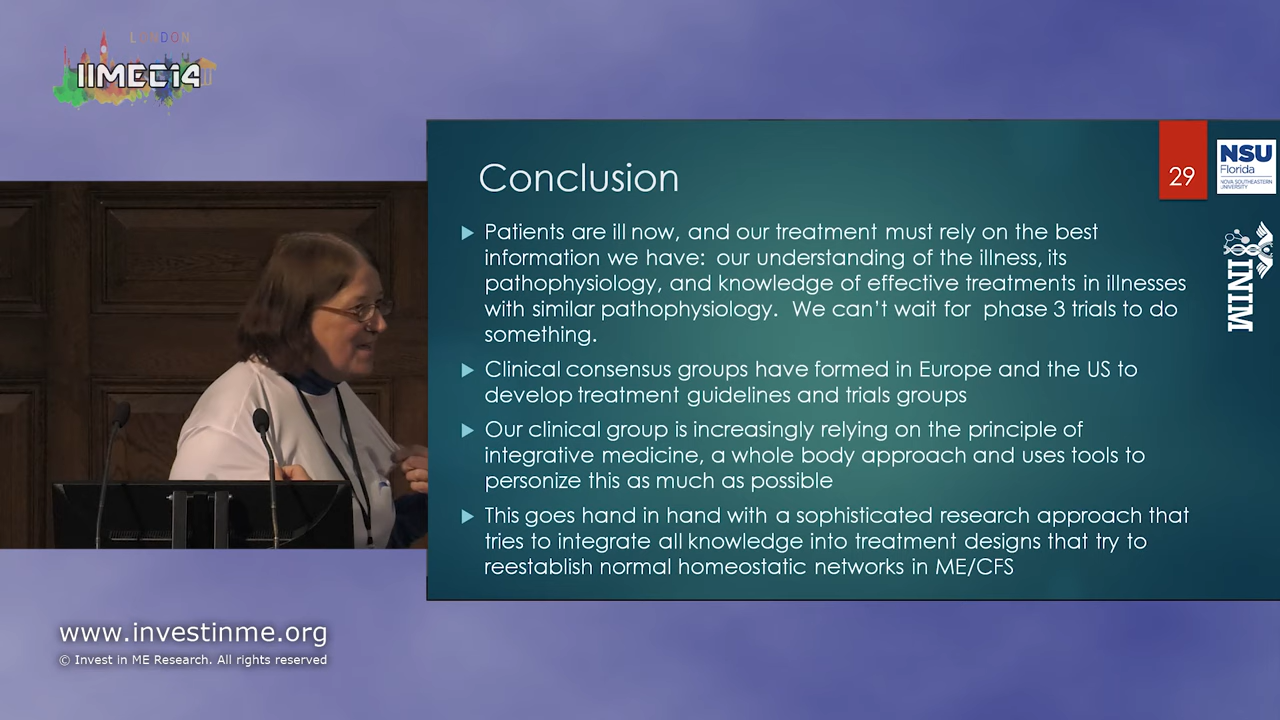 LONDON
IIMEC14
Conclusion
29
NSU
Florida
NOVA SOUTHEASTERN
UNIVERSITY
INIM
Patients are ill now, and our treatment must rely on the best
information we have: our understanding of the illness, its
pathophysiology, and knowledge of effective treatments in illnesses
with similar pathophysiology. We can't wait for phase 3 trials to do
something.
Clinical consensus groups have formed in Europe and the US to
develop treatment guidelines and trials groups
Our clinical group is increasingly relying on the principle of
integrative medicine, a whole body approach and uses tools to
personize this as much as possible
This goes hand in hand with a sophisticated research approach that
tries to integrate all knowledge into treatment designs that try to
reestablish normal homeostatic networks in ME/CFS
www.investinme.org
© Invest in ME Research. All rights reserved